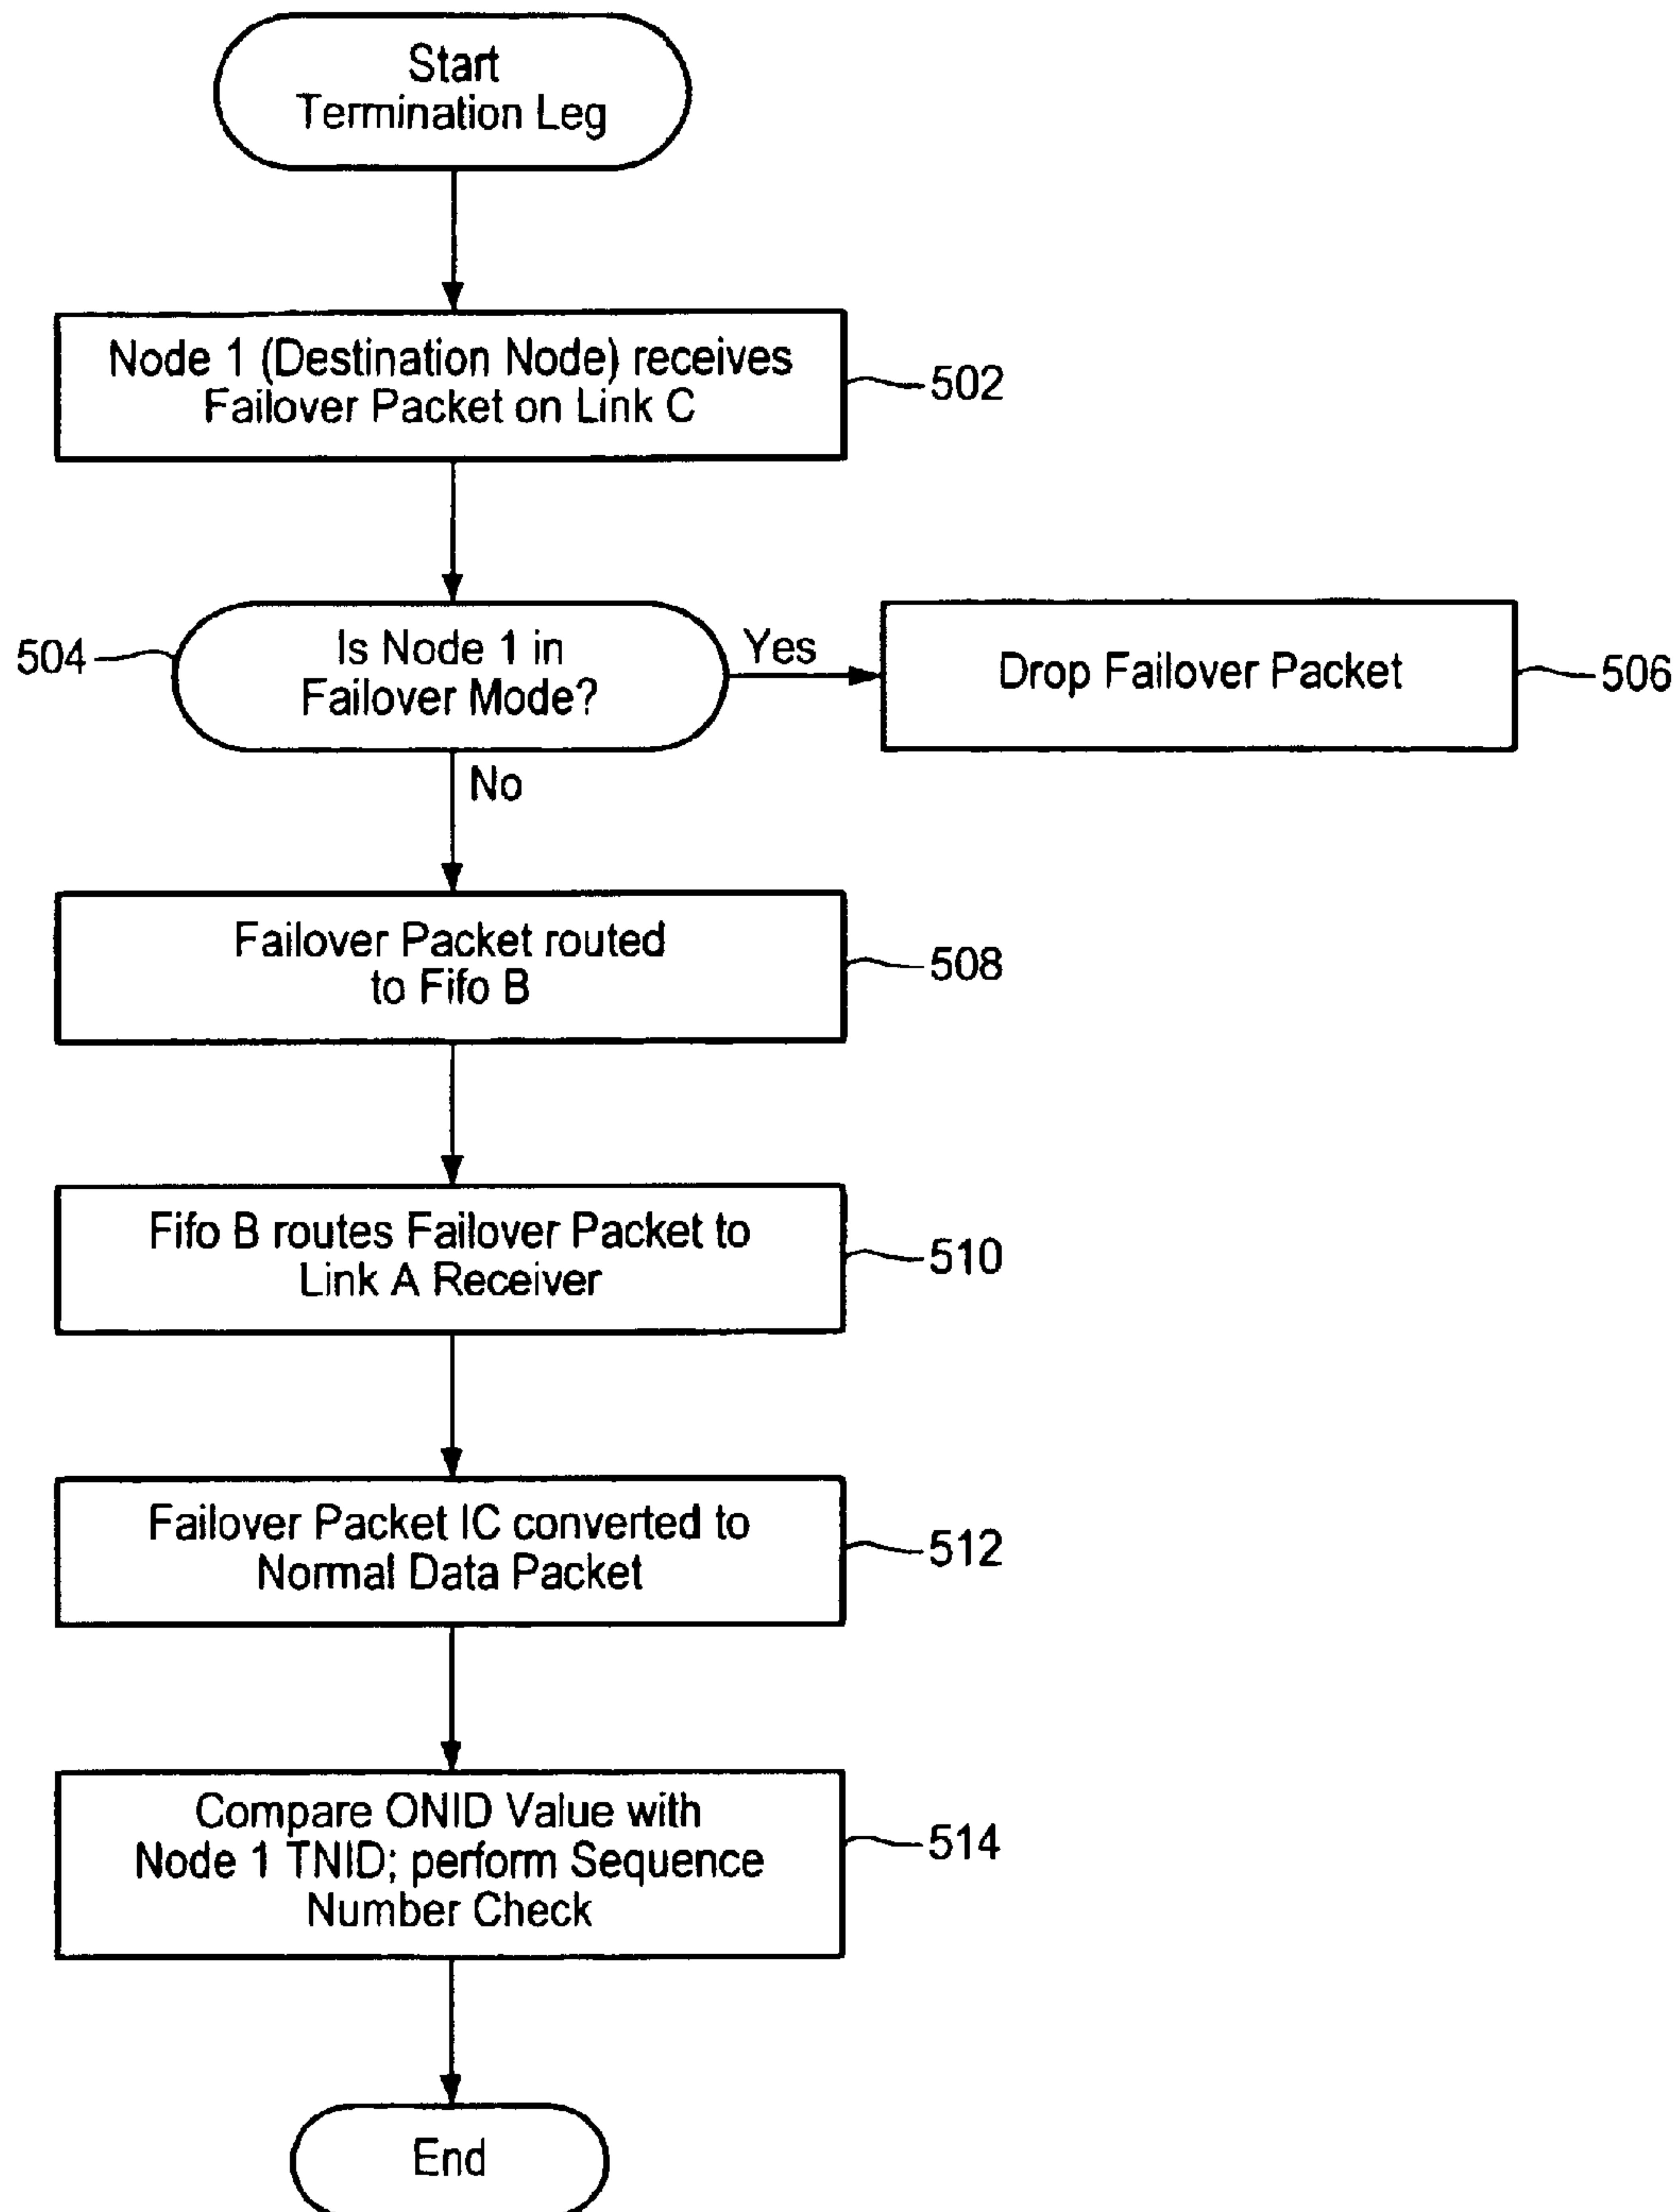 Start
Termination Leg
Node 1 (Destination Node) receives
Failover Packet on Link C
502
504
Is Node 1 in
Failover Mode?
Yes
Drop Failover Packet
506
No
Failover Packet routed
to Fifo B
508
Fifo B routes Failover Packet to
Link A Receiver
510
Failover Packet IC converted to
Normal Data Packet
512
Compare ONID Value with
Node 1 TNID; perform Sequence
Number Check
514
End